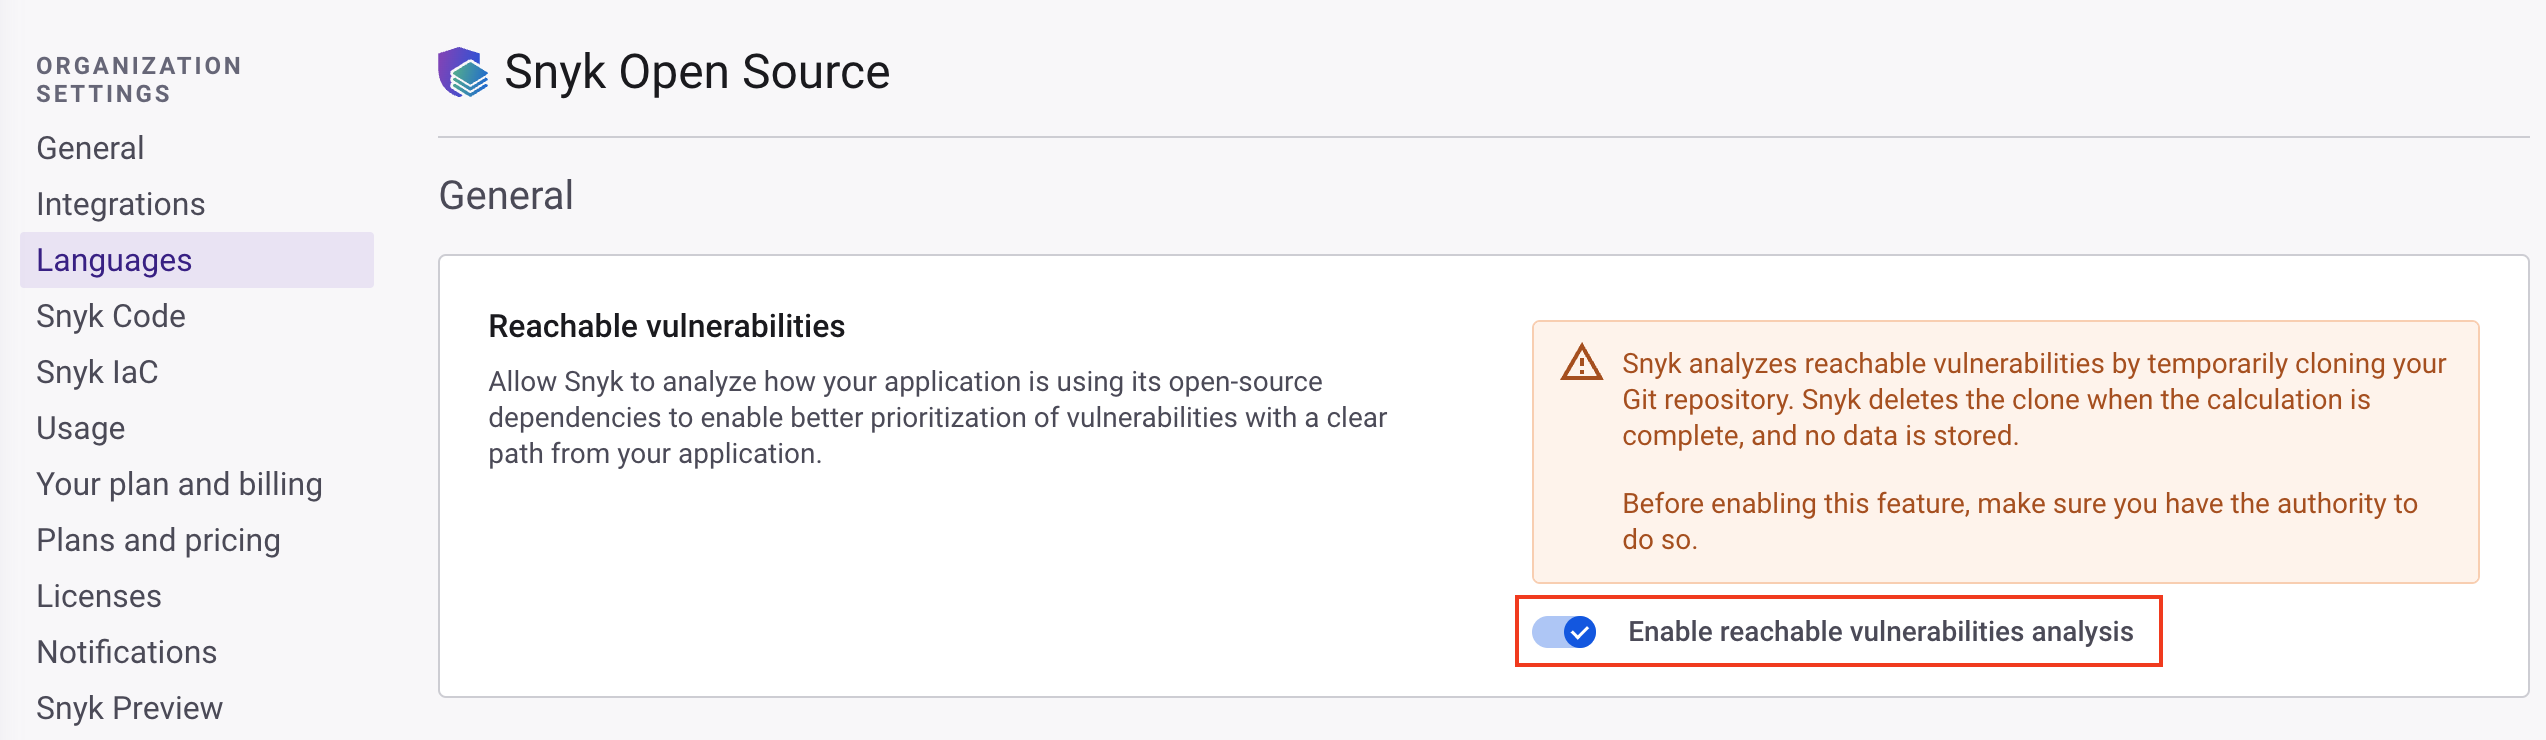 ORGANIZATION
SETTINGS
General
Integrations
Languages
Snyk Code
Snyk IaC
Usage
Your plan and billing
Plans and pricing
Licenses
Notifications
Snyk Preview
Snyk Open Source
General
Reachable vulnerabilities
Allow Snyk to analyze how your application is using its open-source
dependencies to enable better prioritization of vulnerabilities with a clear
path from your application.
Snyk analyzes reachable vulnerabilities by temporarily cloning your
Git repository. Snyk deletes the clone when the calculation is
complete, and no data is stored.
Before enabling this feature, make sure you have the authority to
do so.
Enable reachable vulnerabilities analysis